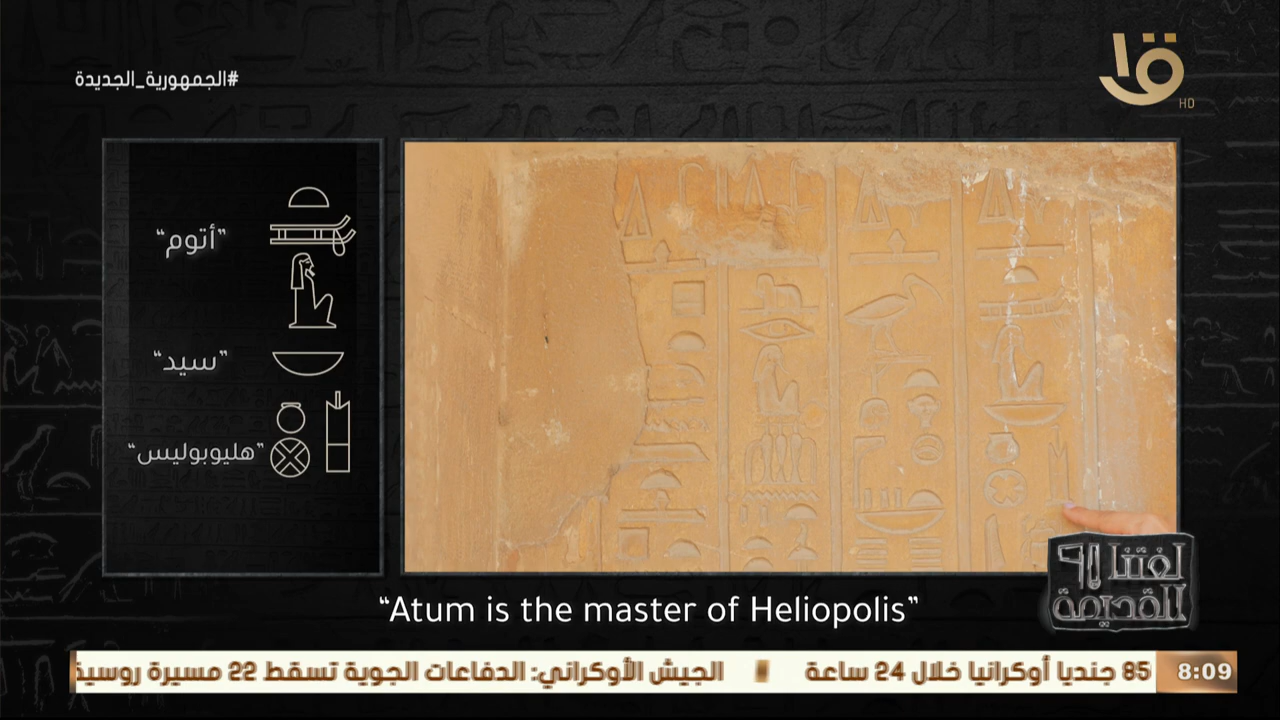 #الجمهورية_الجديدة
HD
"أتوم"
"سيد"
"هليوبوليس"
لغتنا القديمة
“Atum is the master of Heliopolis”
85 جنديا أوكرانيا خلال 24 ساعة
الجيش الأوكراني: الدفاعات الجوية تسقط 22 مسيرة
8:09